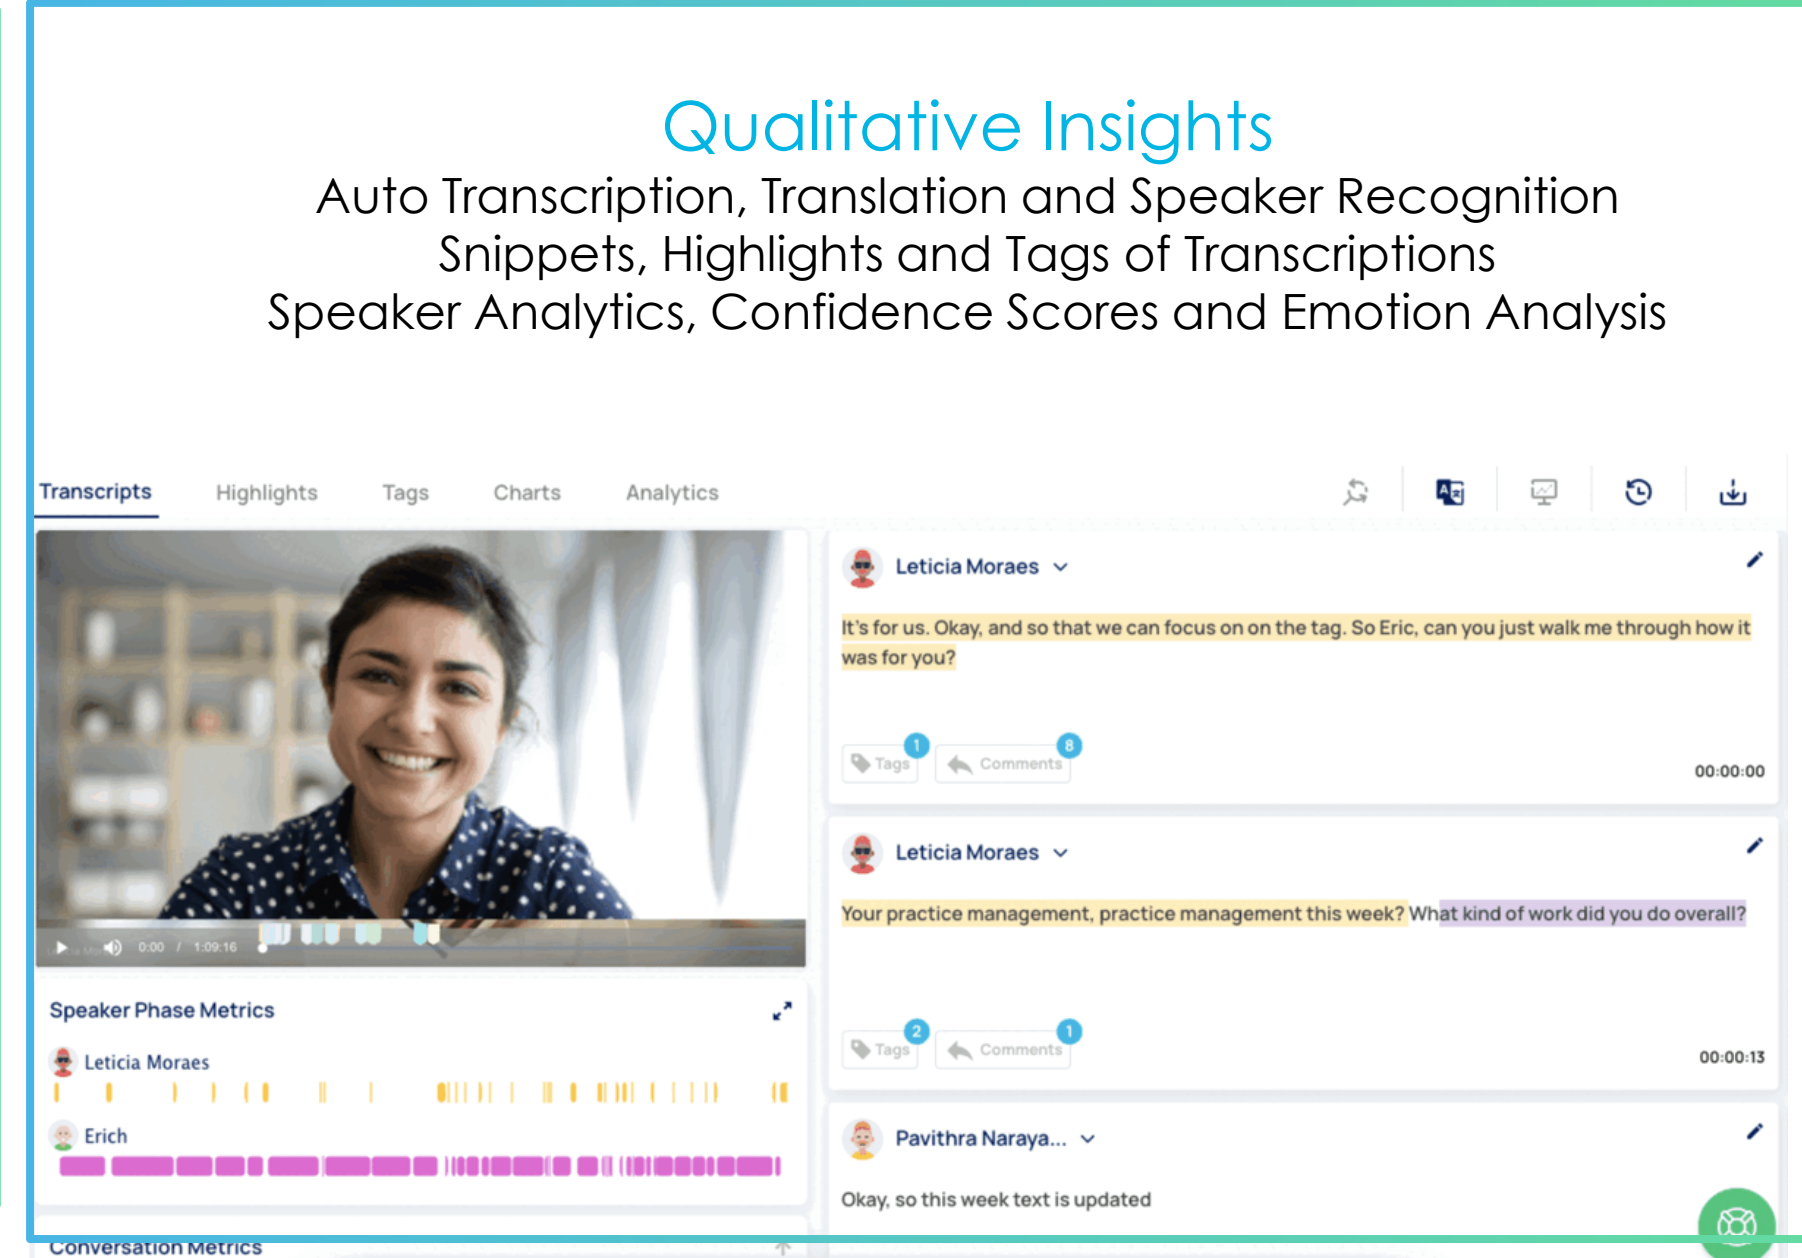 Qualitative Insights
Auto Transcription, Translation and Speaker Recognition
Snippets, Highlights and Tags of Transcriptions
Speaker Analytics, Confidence Scores and Emotion Analysis
Transcripts Highlights Tags Charts Analytics
Leticia Moraes
It's for us. Okay, and so that we can focus on on the tag. So Eric, can you just walk me through how it
was for you?
Tags 1 Comments 8
00:00:00
Leticia Moraes
Your practice management, practice management this week? What kind of work did you do overall?
Tags 2 Comments 1
00:00:13
Pavithra Naraya...
Okay, so this week text is updated
0:00 / 1:09:16
Speaker Phase Metrics
Leticia Moraes
Erich
Conversation Metrics